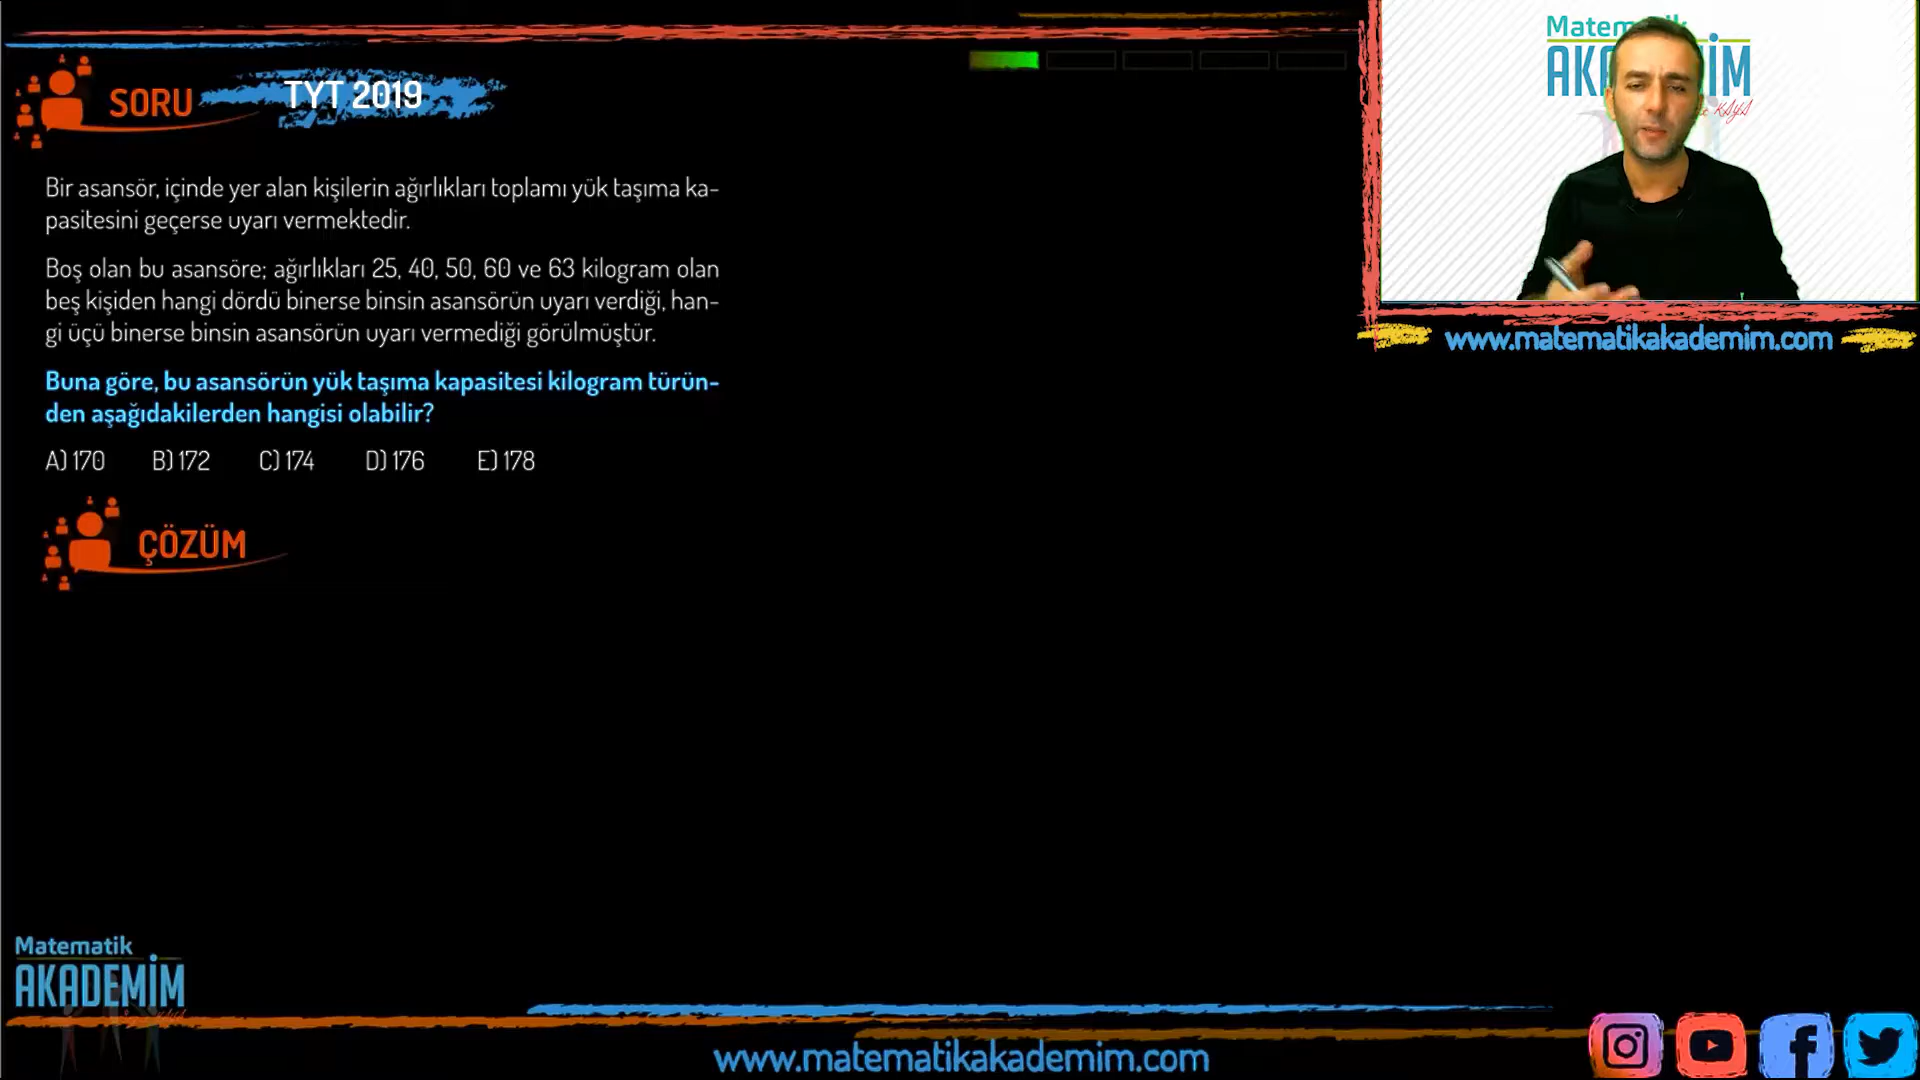 SORU
TYT 2019
Bir asansör, içinde yer alan kişilerin ağırlıkları toplamı yük taşıma ka-
pasitesini geçerse uyarı vermektedir.
Boş olan bu asansöre; ağırlıkları 25, 40, 50, 60 ve 63 kilogram olan
beş kişiden hangi dördü binerse binsin asansörün uyarı verdiği, han-
gi üçü binerse binsin asansörün uyarı vermediği görülmüştür.
Buna göre, bu asansörün yük taşıma kapasitesi kilogram türün-
den aşağıdakilerden hangisi olabilir?
A) 170 B) 172 C) 174 D) 176 E) 178
ÇÖZÜM
KAYA
www.matematikakademim.com
Matematik
AKADEMİM
www.matematikakademim.com